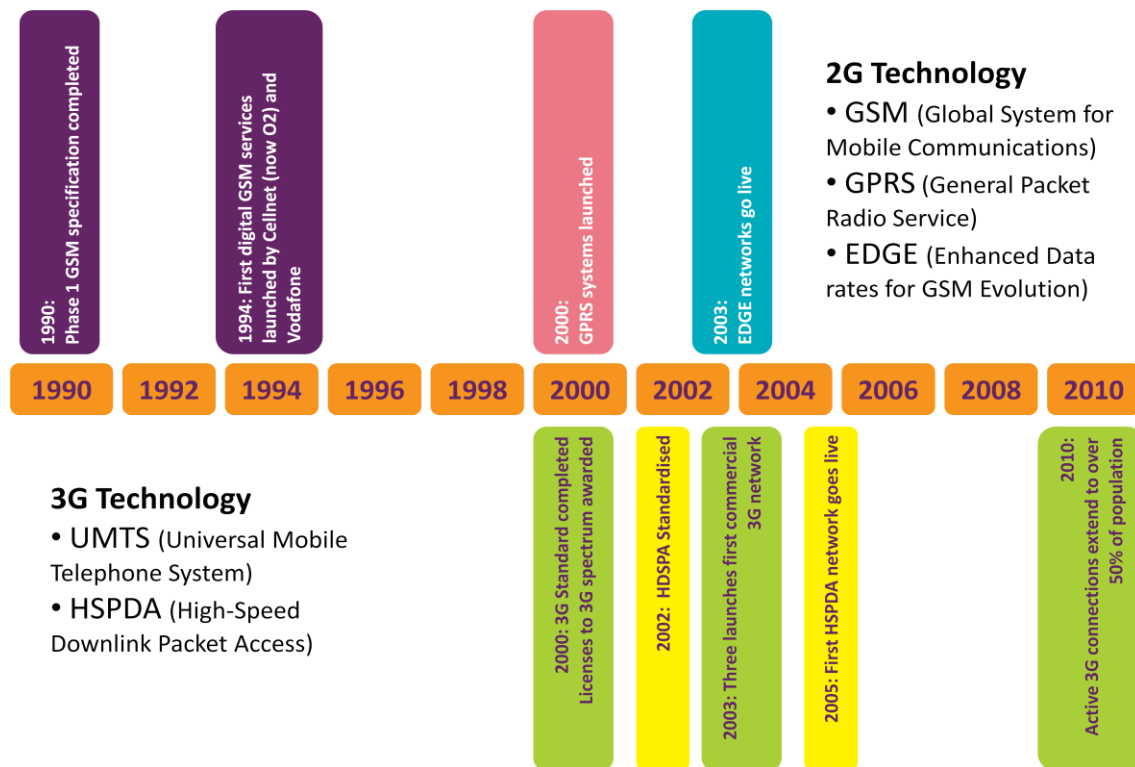 1990:
Phase 1 GSM specification completed
1994: First digital GSM services
launched by Cellnet (now O2) and
Vodafone
2000:
GPRS systems launched
2003:
EDGE networks go live
2G Technology
• GSM (Global System for
Mobile Communications)
• GPRS (General Packet
Radio Service)
• EDGE (Enhanced Data
rates for GSM Evolution)
1990 1992 1994 1996 1998 2000 2002 2004 2006 2008 2010
3G Technology
• UMTS (Universal Mobile
Telephone System)
• HSPDA (High-Speed
Downlink Packet Access)
2000: 3G Standard completed
Licenses to 3G spectrum awarded
2002: HDSPA Standardised
2003: Three launches first commercial
3G network
2005: First HSPDA network goes live
2010:
Active 3G connections extend to over
50% of population